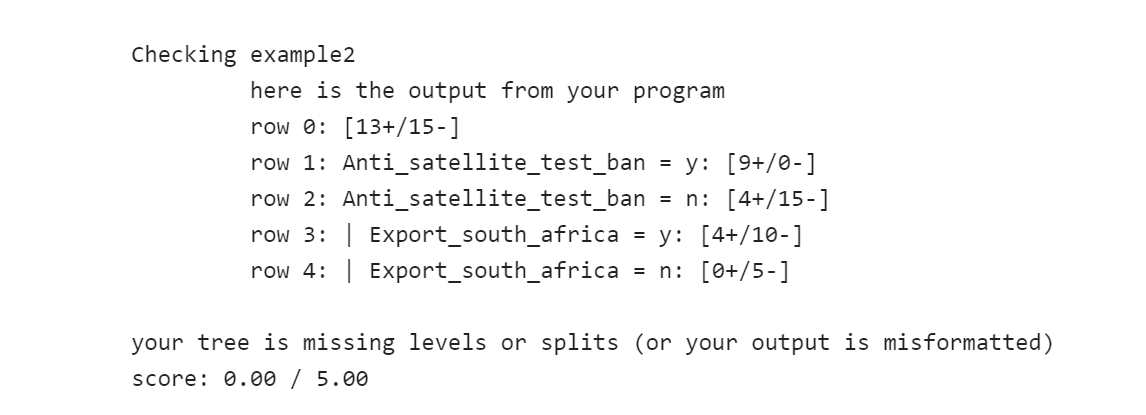 Checking example2
here is the output from your program
row 0: [13+/15-]
row 1: Anti_satellite_test_ban = y: [9+/0-]
row 2: Anti_satellite_test_ban = n: [4+/15-]
row 3: | Export_south_africa = y: [4+/10-]
row 4: | Export_south_africa = n: [0+/5-]
your tree is missing levels or splits (or your output is misformatted)
score: 0.00 / 5.00